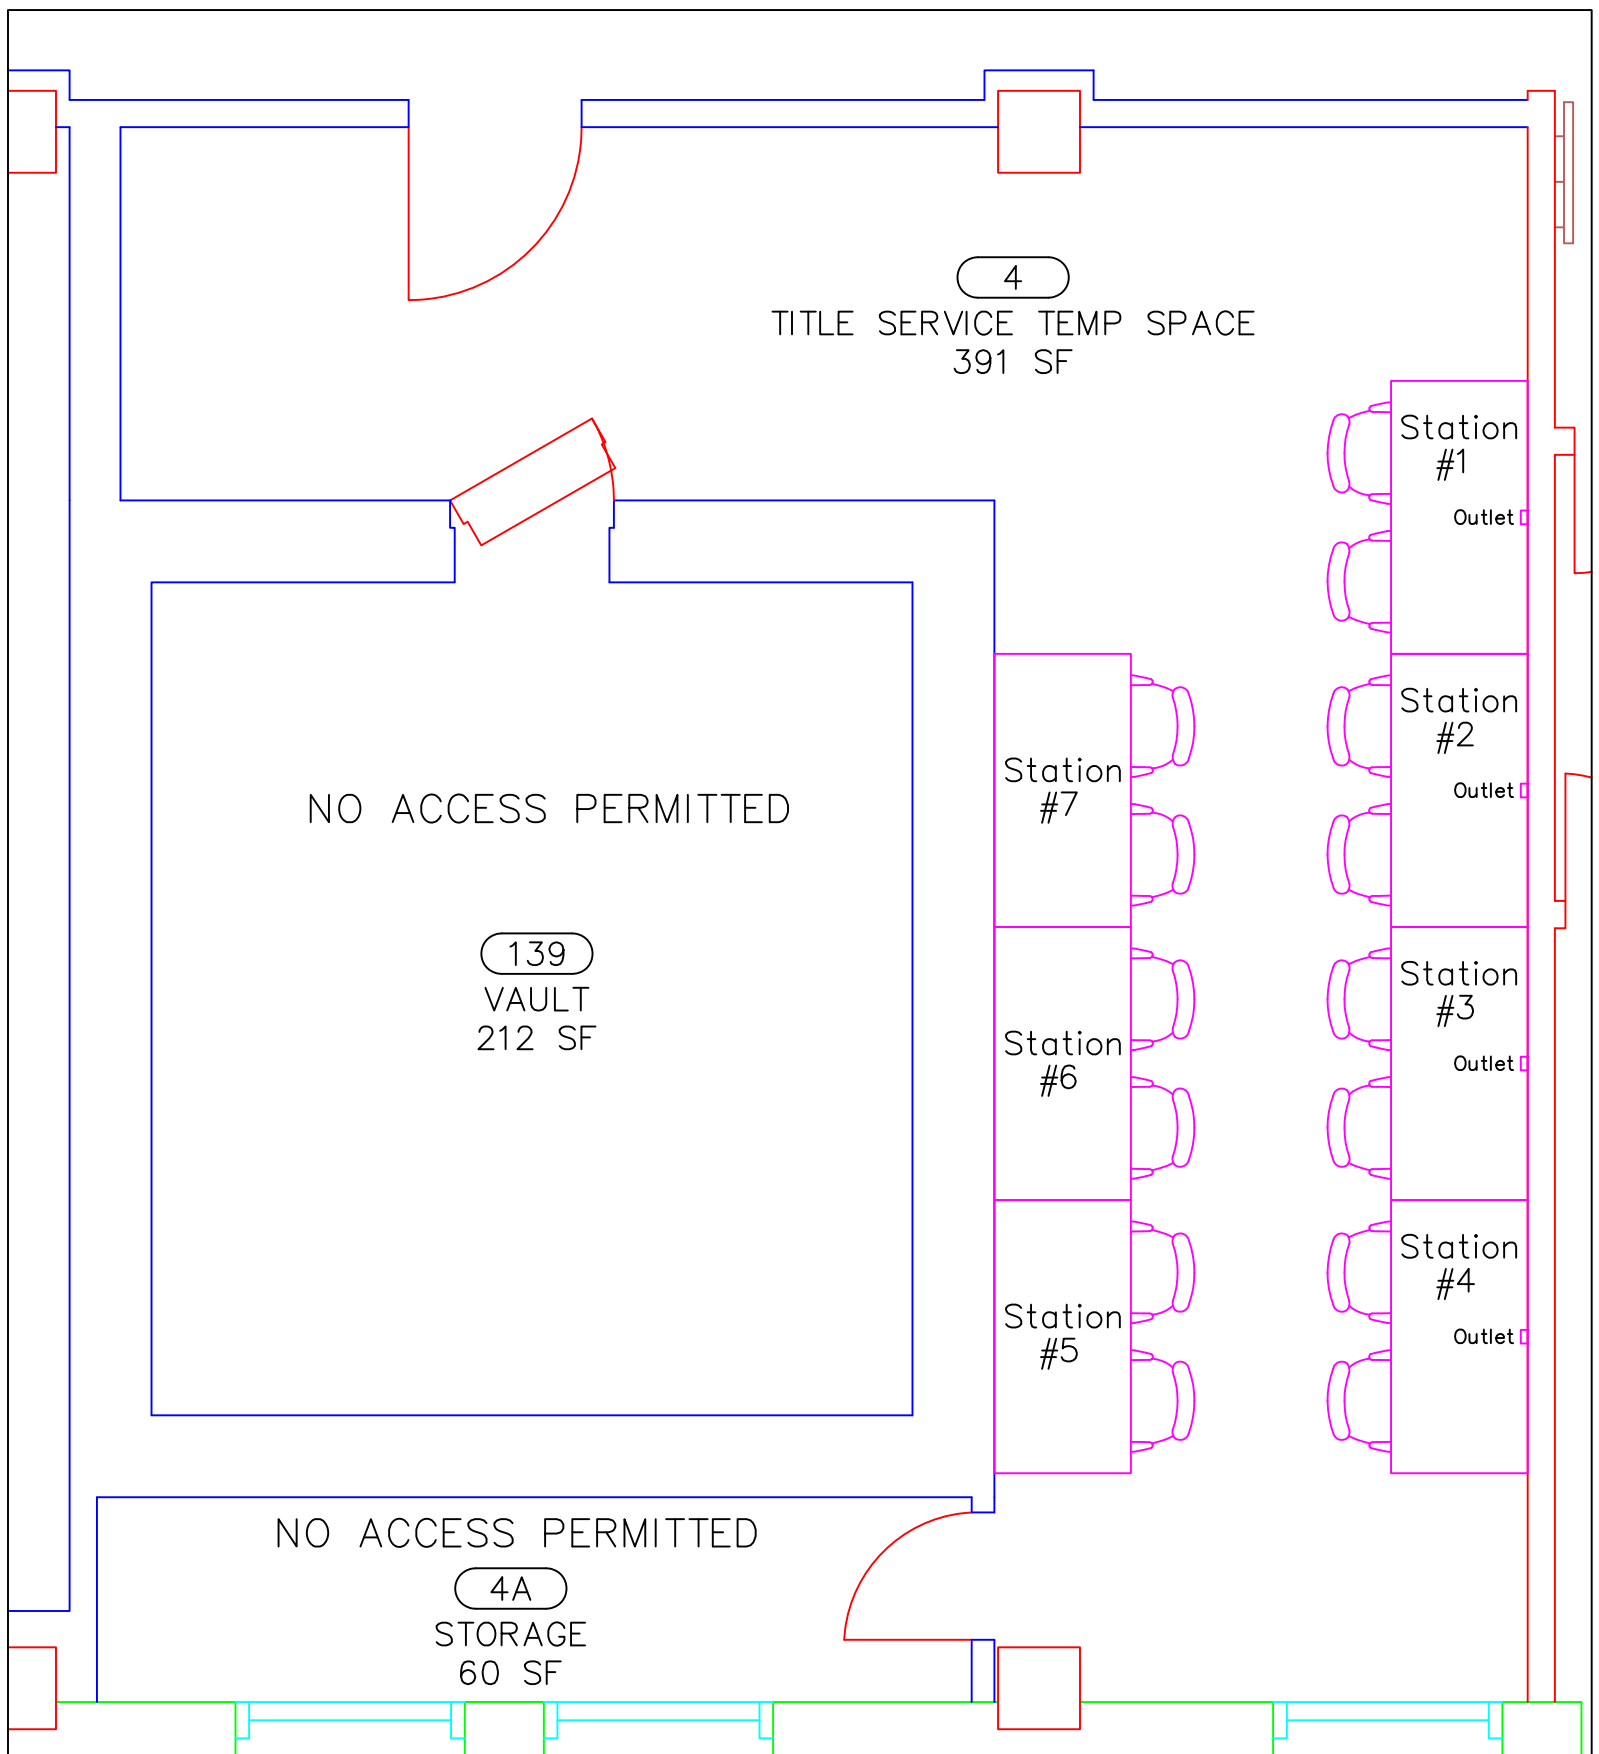 4
TITLE SERVICE TEMP SPACE
391 SF
Station
#1
Outlet
Station
#2
Outlet
Station
#7
NO ACCESS PERMITTED
139
VAULT
212 SF
Station
#3
Outlet
Station
#6
Station
#4
Outlet
Station
#5
NO ACCESS PERMITTED
4A
STORAGE
60 SF